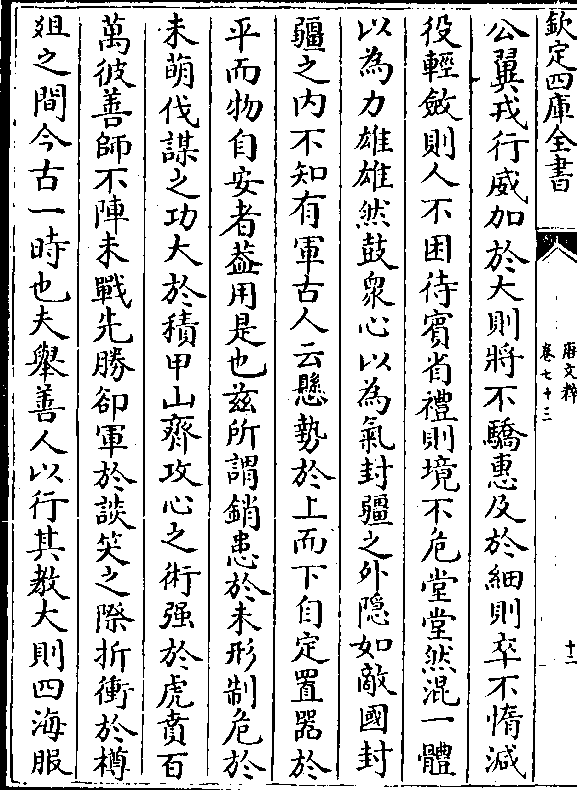 欽定四庫全書
唐文粹
卷七十三
十二
公翼戎行威加於大則將不驕惠及於細則卒不惰減
役輕斂則人不困待賓省禮則境不危堂堂然混一體
以為力雄雄然鼓衆心以為氣封疆之外隠如敵國封
疆之内不知有軍古人云懸勢於上而下自定置器於
平而物自安者葢用是也兹所謂銷患於未形制危於
未萌伐謀之功大於積甲山齊攻心之術强於虎賁百
萬彼善師不陣未戰先勝卻軍於談笑之際折衝於樽
俎之間今古一時也夫舉善人以行其教大則四海服